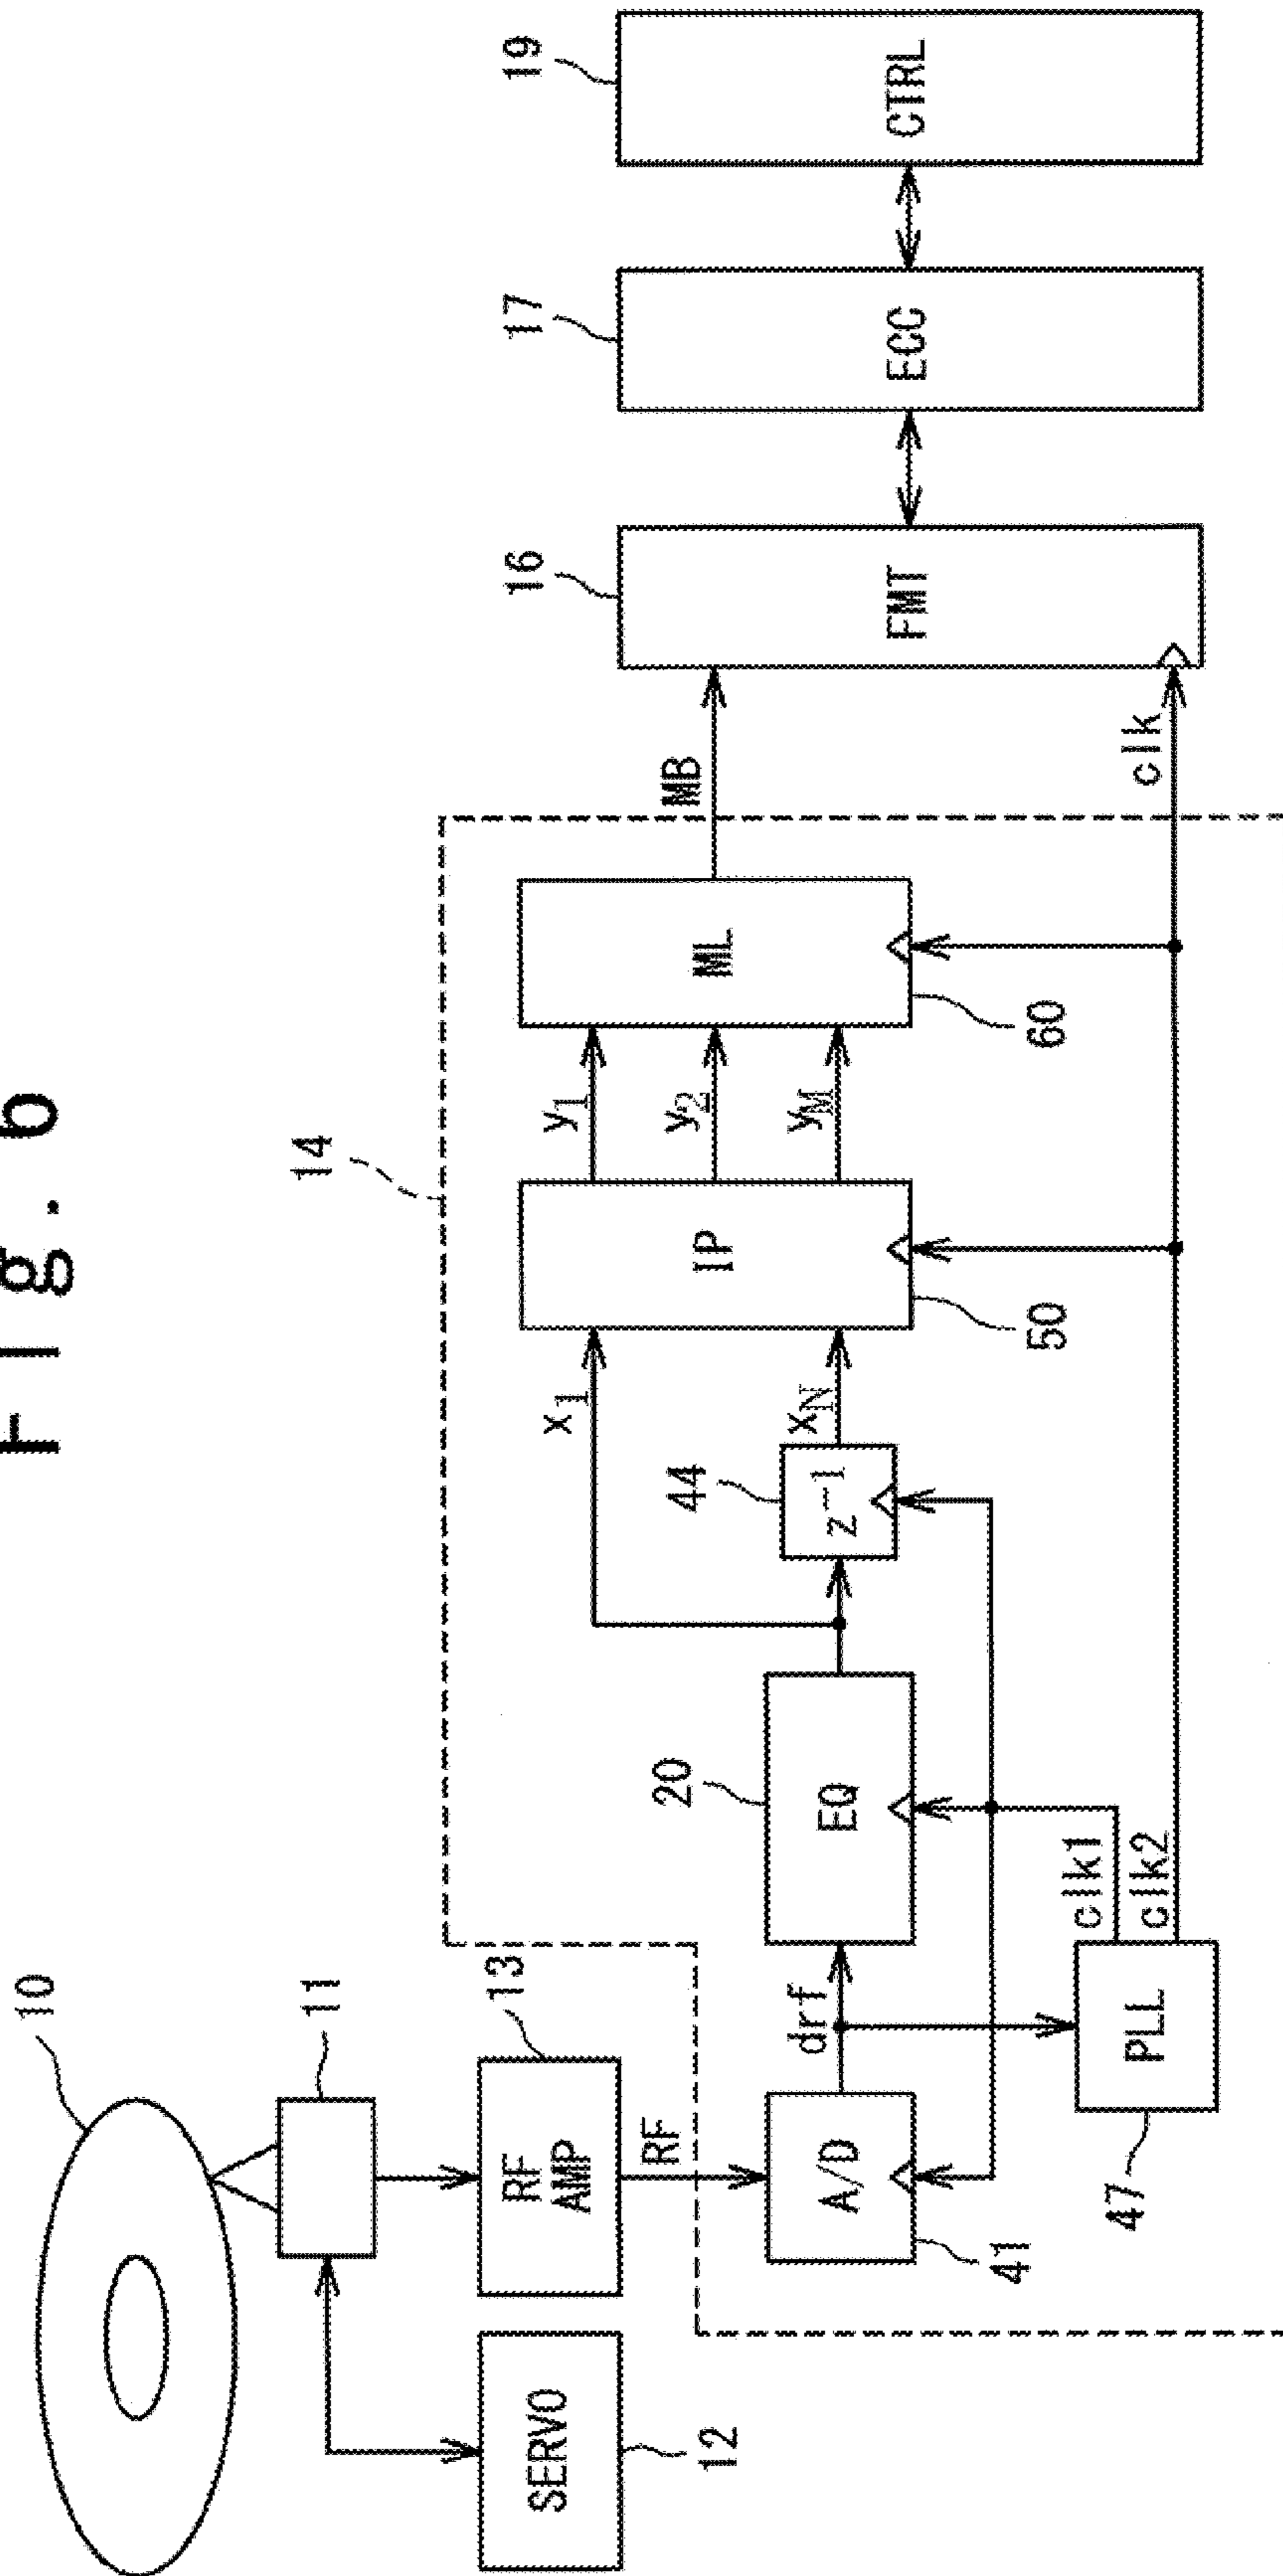 Fig. 6
10
11
14
13
16
17
19
SERVO
RF
AMP
x1
y1
RF
20
44
y2
MB
12
IP
ML
drf
xN
yM
A/D
EQ
z−1
FMT
ECC
CTRL
41
50
60
clk1
47
PLL
clk2
clk